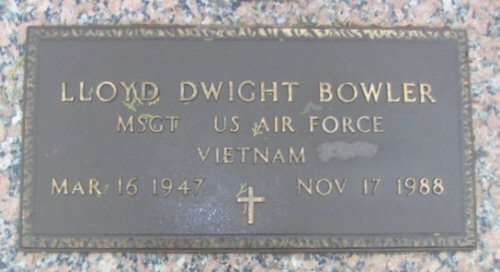 LLOYD DWIGHT BOWLER
MSGT US AIR FORCE
VIETNAM
MAR 16 1947 NOV 17 1988